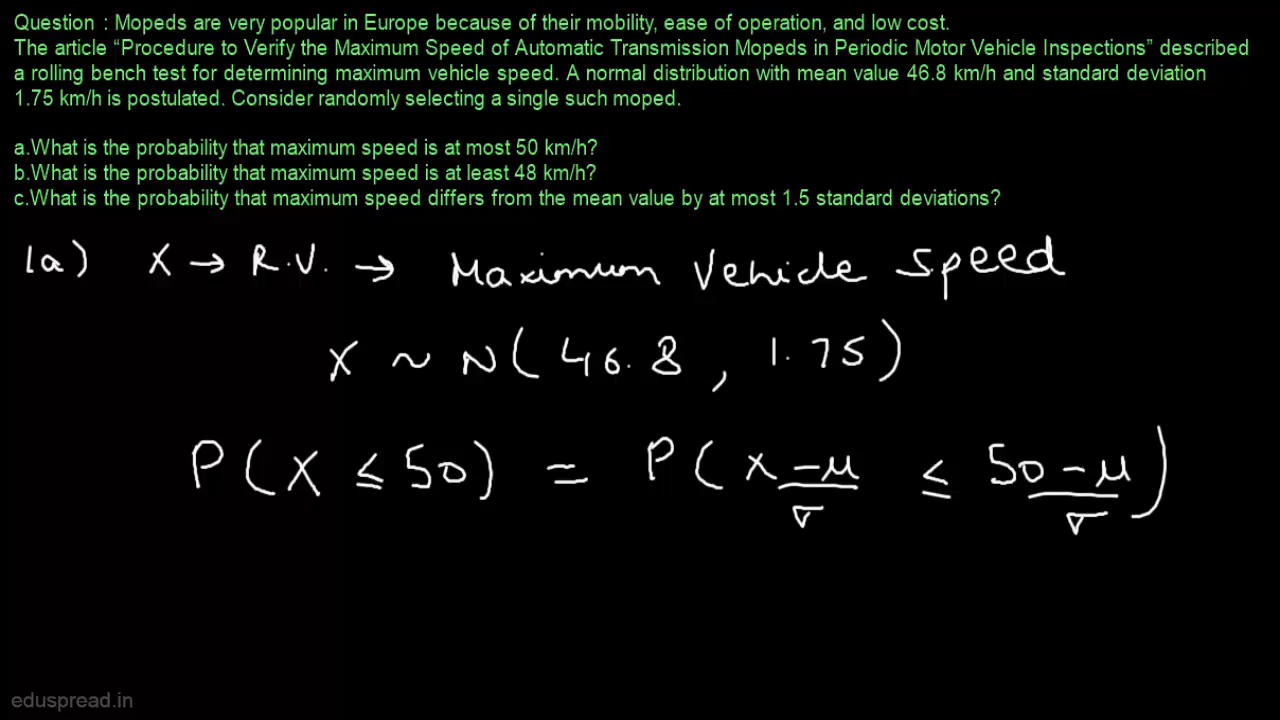 Question : Mopeds are very popular in Europe because of their mobility, ease of operation, and low cost.
The article “Procedure to Verify the Maximum Speed of Automatic Transmission Mopeds in Periodic Motor Vehicle Inspections” described
a rolling bench test for determining maximum vehicle speed. A normal distribution with mean value 46.8 km/h and standard deviation
1.75 km/h is postulated. Consider randomly selecting a single such moped.
a.What is the probability that maximum speed is at most 50 km/h?
b.What is the probability that maximum speed is at least 48 km/h?
c.What is the probability that maximum speed differs from the mean value by at most 1.5 standard deviations?
1a) X → R.V. → Maximum Vehicle Speed
X ~ N( 46.8 , 1.75)
P( X ≤ 50) = P( (X - μ)/σ ≤ (50 - μ)/σ )
eduspread.in